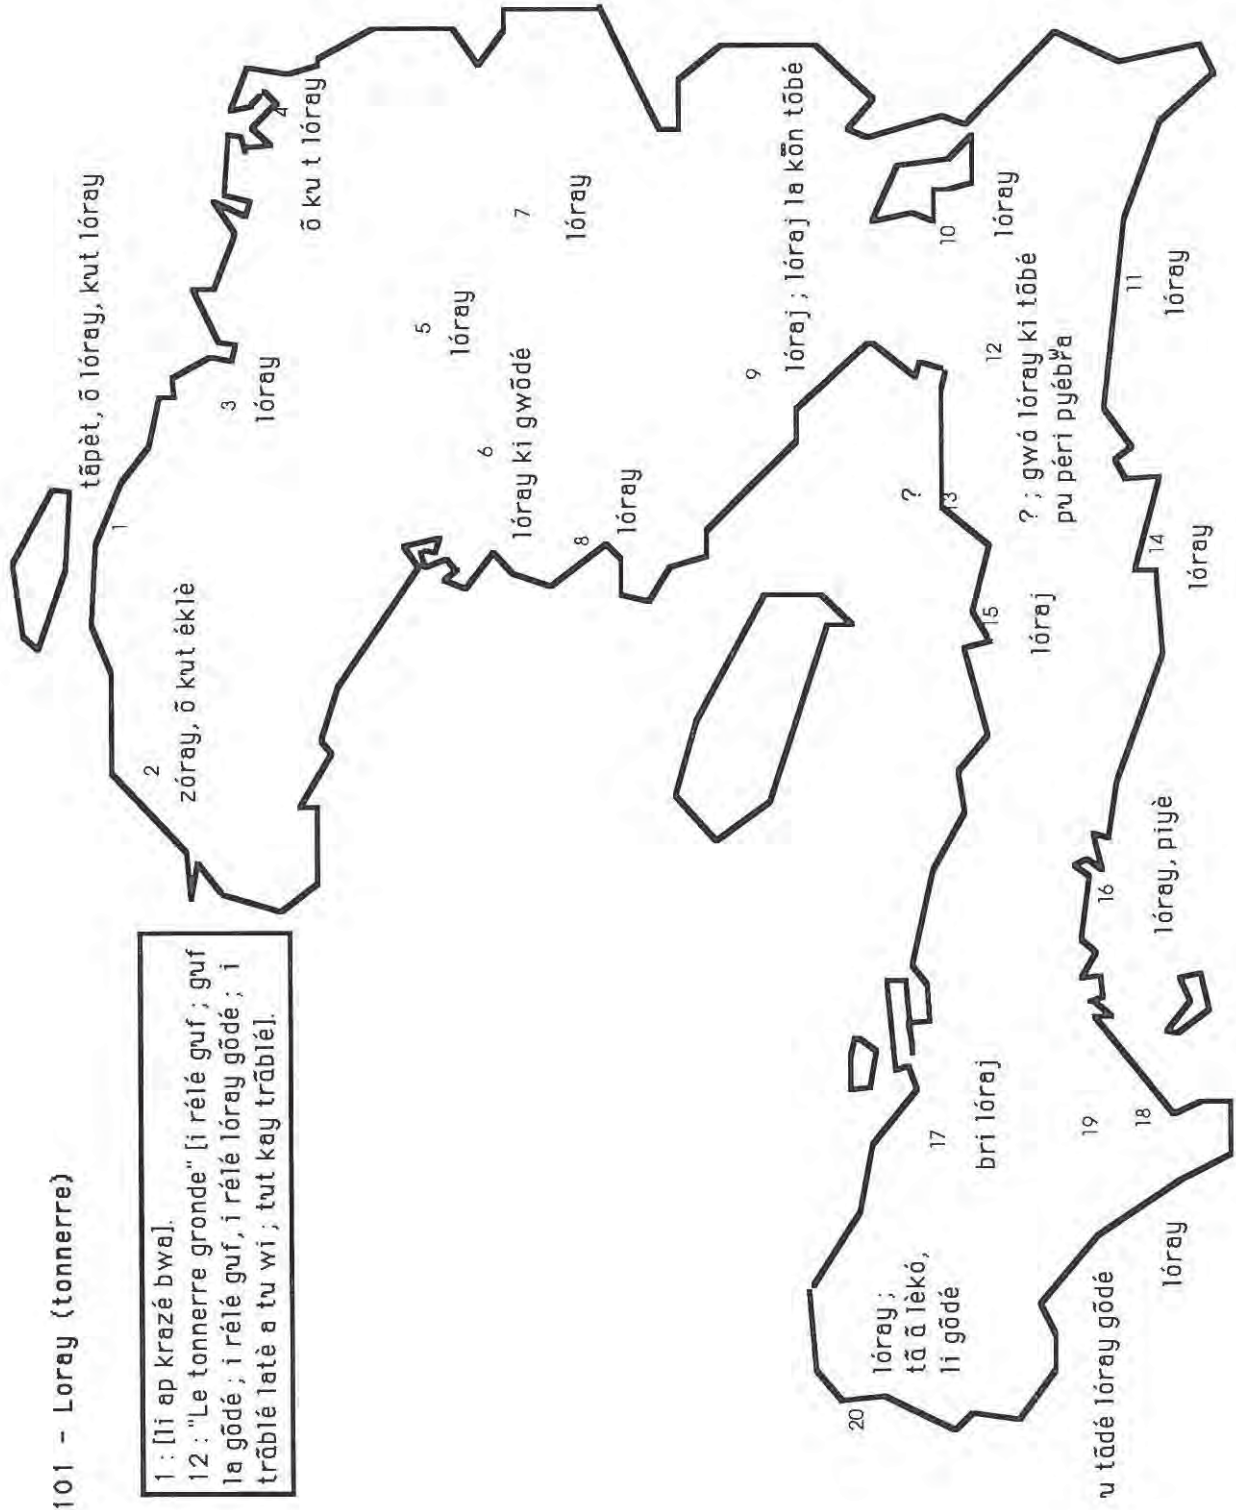 101 - Loray (tonnerre)
1 : [li ap krazé bwa].
12 : "Le tonnerre gronde" [i rélé guf ; guf
la gõdé ; i rélé guf, i rélé lóray gõdé ; i
trãblé latè a tu wi ; tut kay trãblé].
1
tãpèt, õ lóray, kut lóray
2
zóray, õ kut éklè
3
lóray
4
õ kut lóray
5
lóray
6
lóray ki gwõdé
7
lóray
8
lóray
9
lóraj ; lóraj la kõn tõbé
10
lóray
11
lóray
12
? ; gwó lóray ki tõbé
pu péri pyébwa
13
?
14
lóray
15
lóraj
16
lóray, piyè
17
bri lóraj
18
lóray
19
u tãdé lóray gõdé
20
lóray ;
tã ã lèkó,
li gõdé